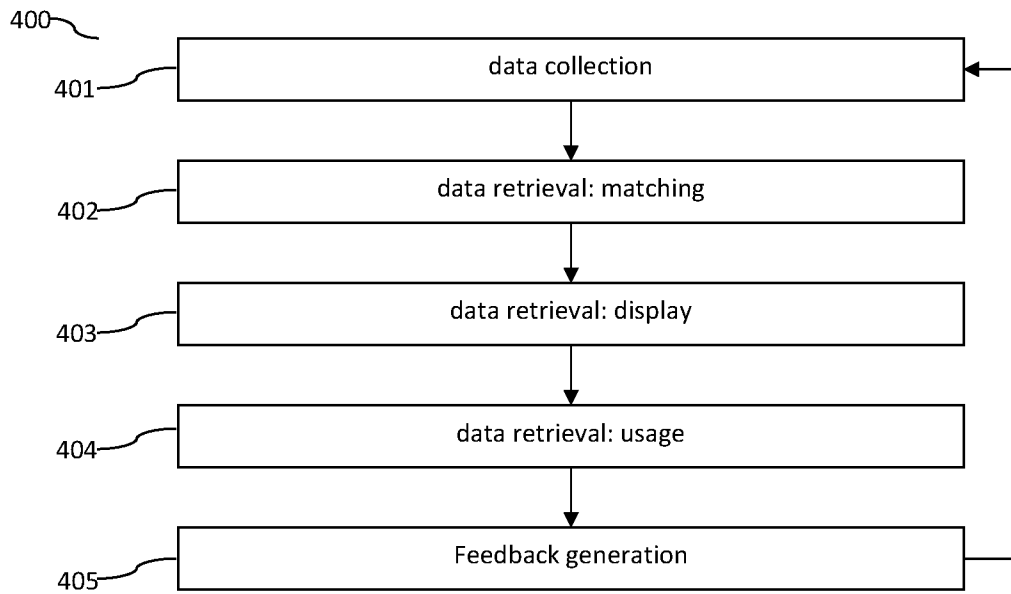 400
data collection
401
data retrieval: matching
402
data retrieval: display
403
data retrieval: usage
404
Feedback generation
405